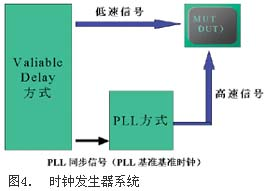 低速信号
MUT
DUT)
Valiable
Delay
方式
高速信号
PLL方式
PLL 同步信号（PLL 基准基准时钟）
图4. 时钟发生器系统